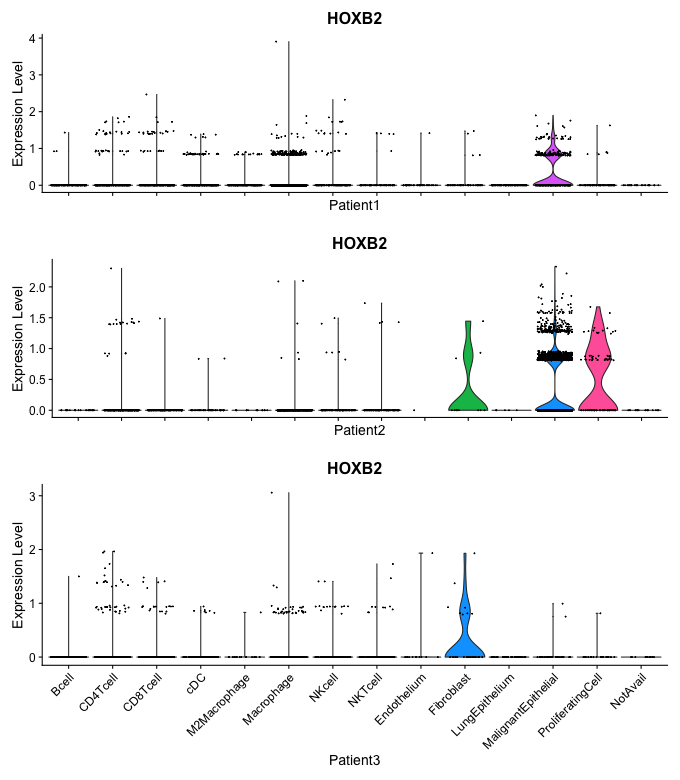 HOXB2
Expression Level
4
3
2
1
0
Patient1
HOXB2
Expression Level
2.0
1.5
1.0
0.5
0.0
Patient2
HOXB2
Expression Level
3
2
1
0
Bcell
CD4Tcell
CD8Tcell
cDC
M2Macrophage
Macrophage
NKcell
NKTcell
Endothelium
Fibroblast
LungEpithelium
MalignantEpithelial
ProliferatingCell
NotAvail
Patient3